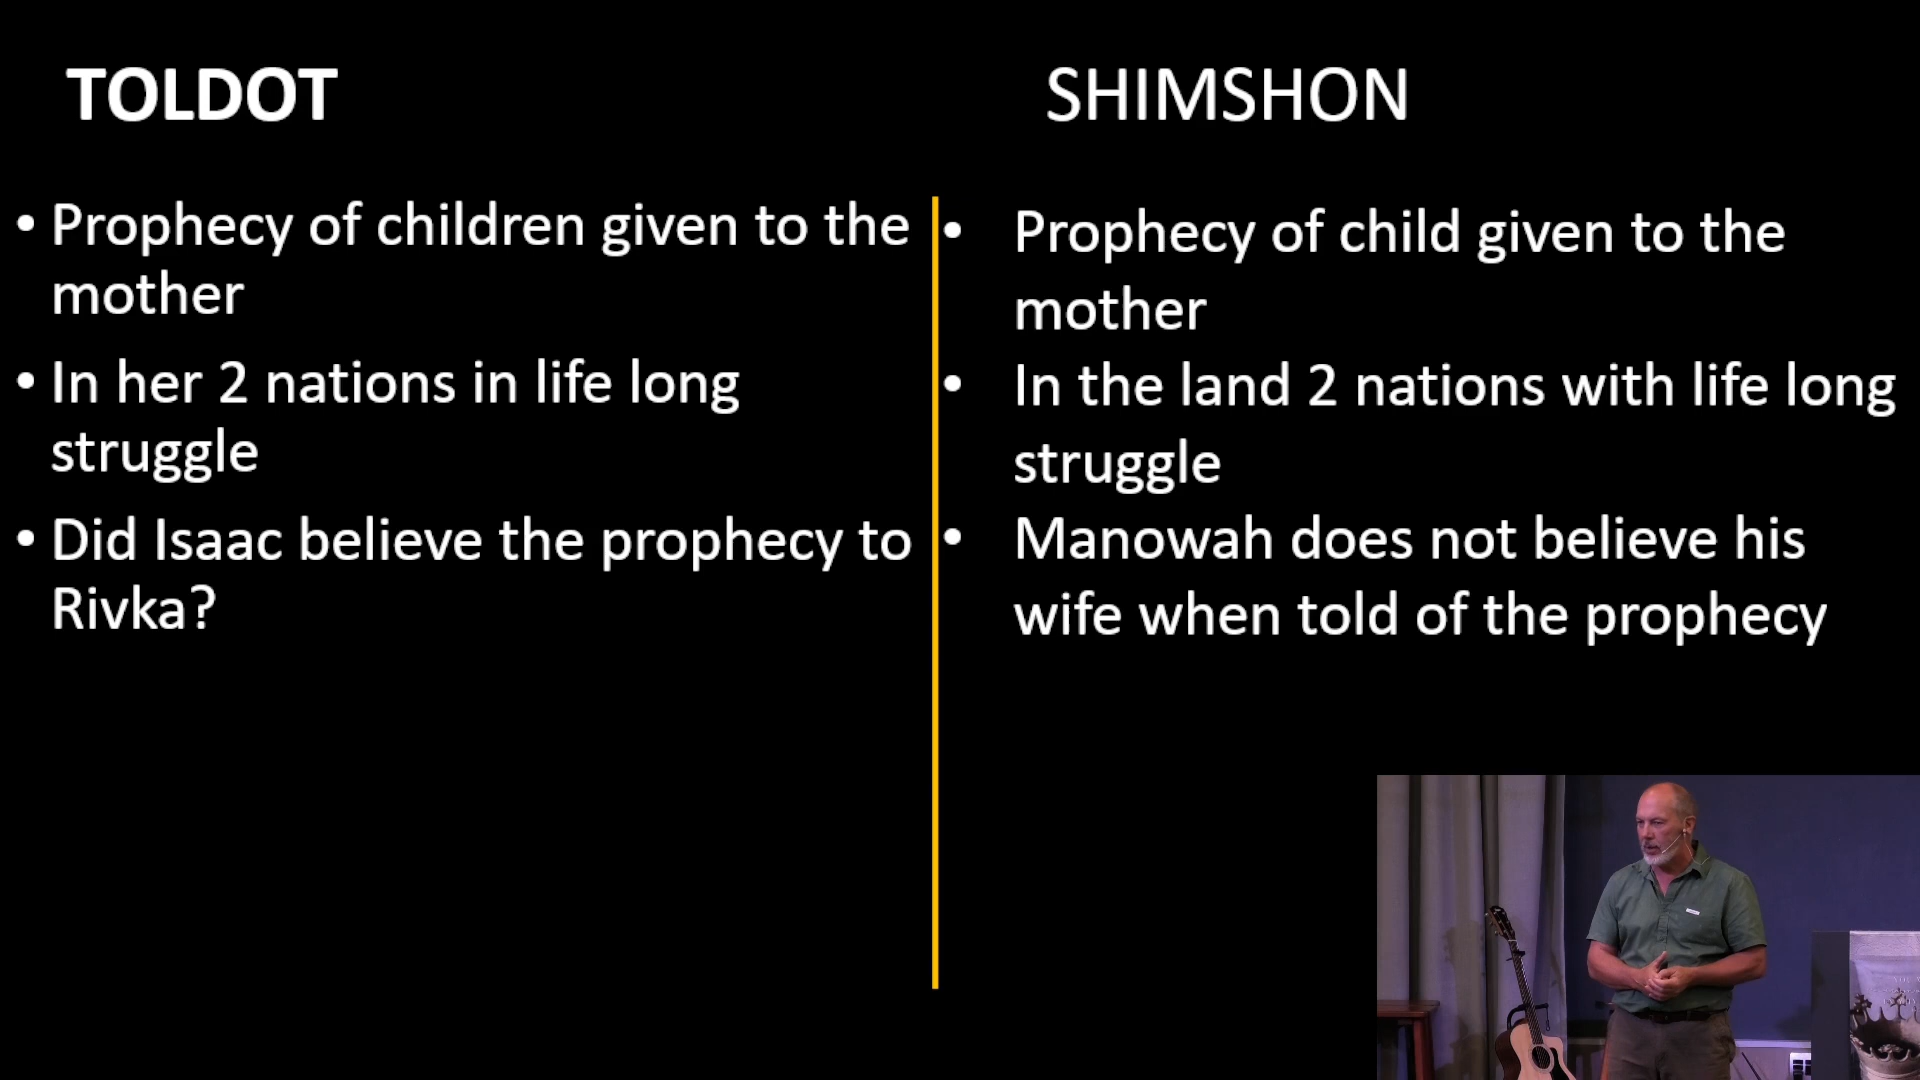 TOLDOT
• Prophecy of children given to the
mother
• In her 2 nations in life long
struggle
• Did Isaac believe the prophecy to
Rivka?
SHIMSHON
• Prophecy of child given to the
mother
• In the land 2 nations with life long
struggle
• Manowah does not believe his
wife when told of the prophecy